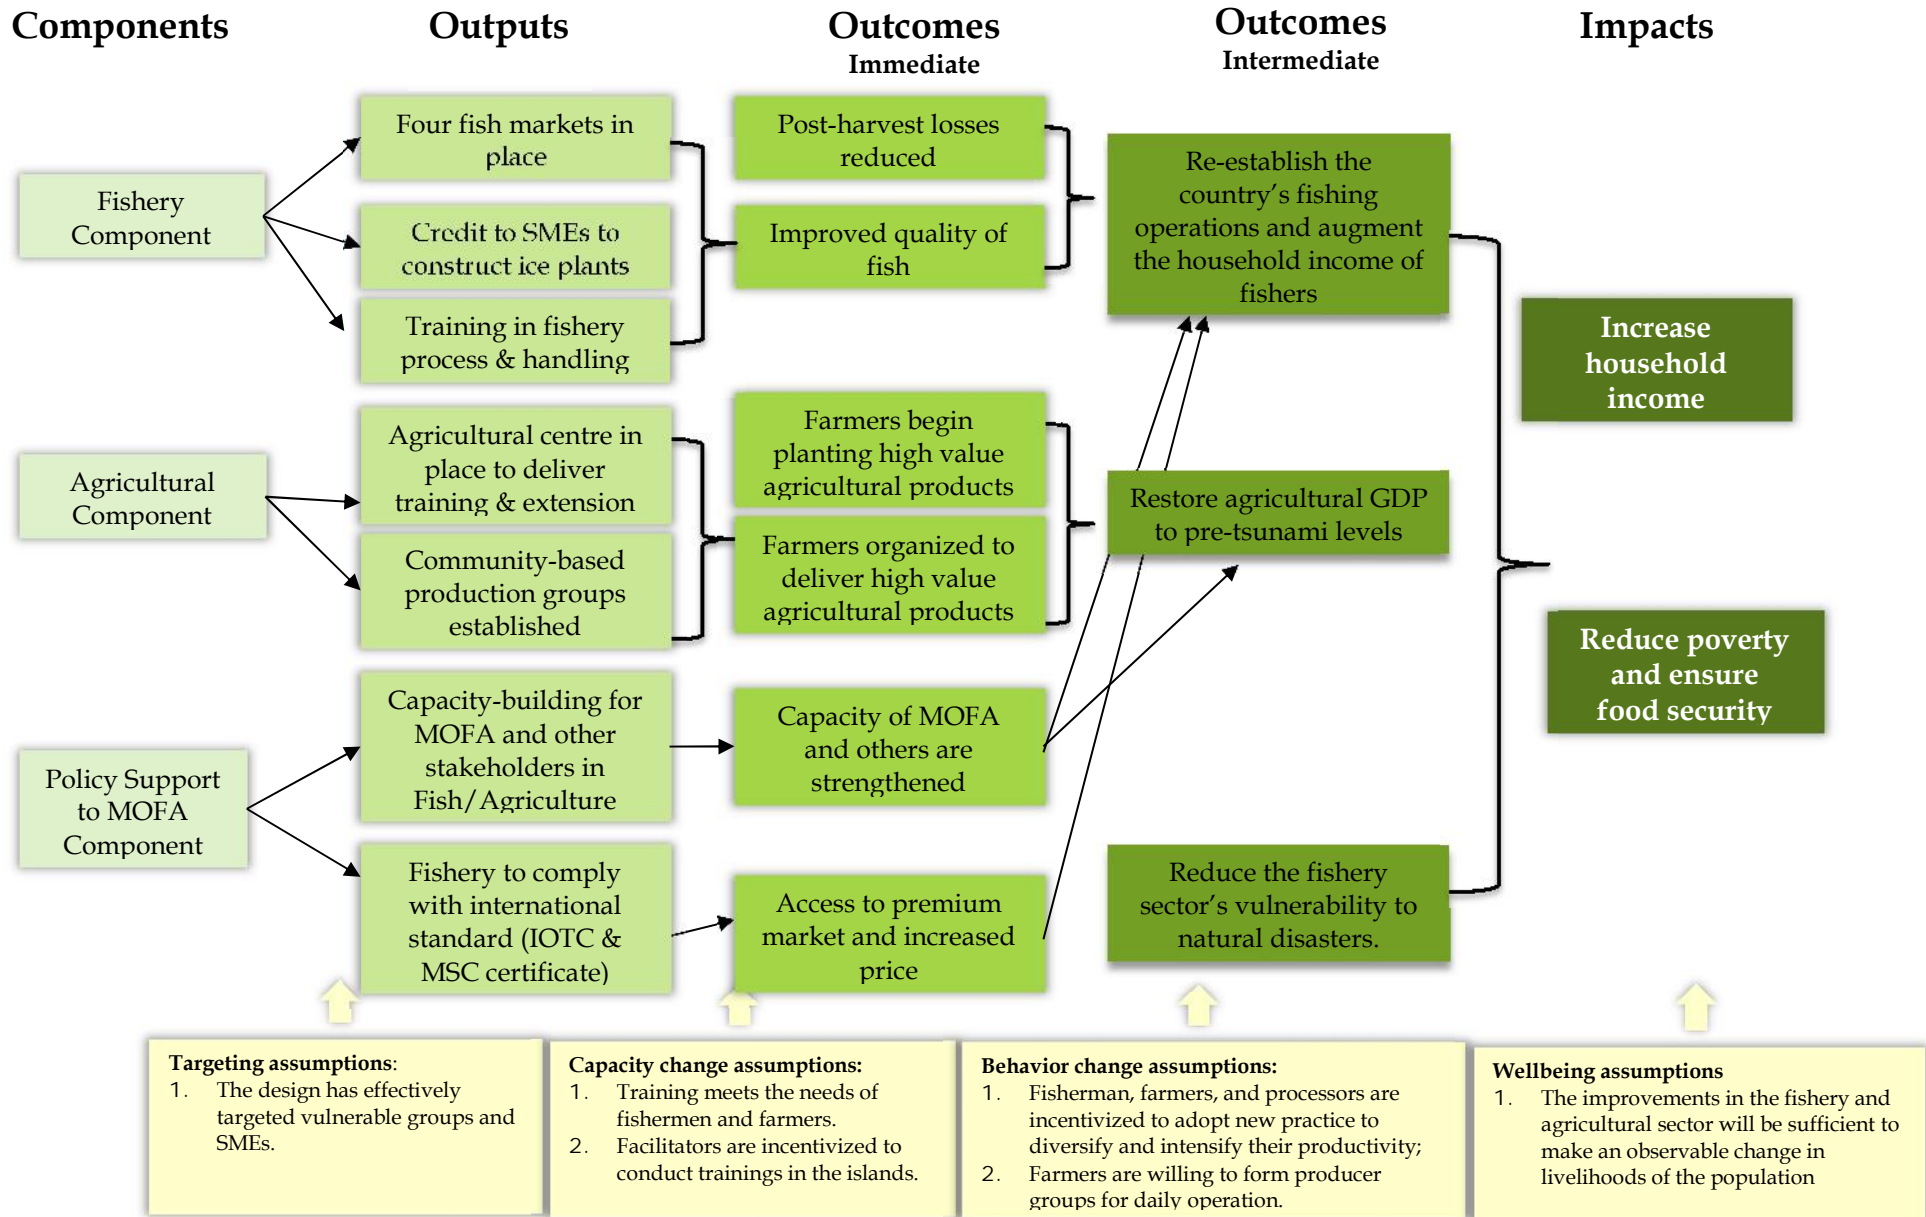 Components
Outputs
Outcomes
Immediate
Outcomes
Intermediate
Impacts
Fishery
Component
Four fish markets in
place
Credit to SMEs to
construct ice plants
Training in fishery
process & handling
Post-harvest losses
reduced
Improved quality of
fish
Re-establish the
country’s fishing
operations and augment
the household income of
fishers
Increase
household
income
Agricultural
Component
Agricultural centre in
place to deliver
training & extension
Community-based
production groups
established
Farmers begin
planting high value
agricultural products
Farmers organized to
deliver high value
agricultural products
Restore agricultural GDP
to pre-tsunami levels
Reduce poverty
and ensure
food security
Policy Support
to MOFA
Component
Capacity-building for
MOFA and other
stakeholders in
Fish/Agriculture
Fishery to comply
with international
standard (IOTC &
MSC certificate)
Capacity of MOFA
and others are
strengthened
Access to premium
market and increased
price
Reduce the fishery
sector’s vulnerability to
natural disasters.
Targeting assumptions:
1. The design has effectively
targeted vulnerable groups and
SMEs.
Capacity change assumptions:
1. Training meets the needs of
fishermen and farmers.
2. Facilitators are incentivized to
conduct trainings in the islands.
Behavior change assumptions:
1. Fisherman, farmers, and processors are
incentivized to adopt new practice to
diversify and intensify their productivity;
2. Farmers are willing to form producer
groups for daily operation.
Wellbeing assumptions
1. The improvements in the fishery and
agricultural sector will be sufficient to
make an observable change in
livelihoods of the population